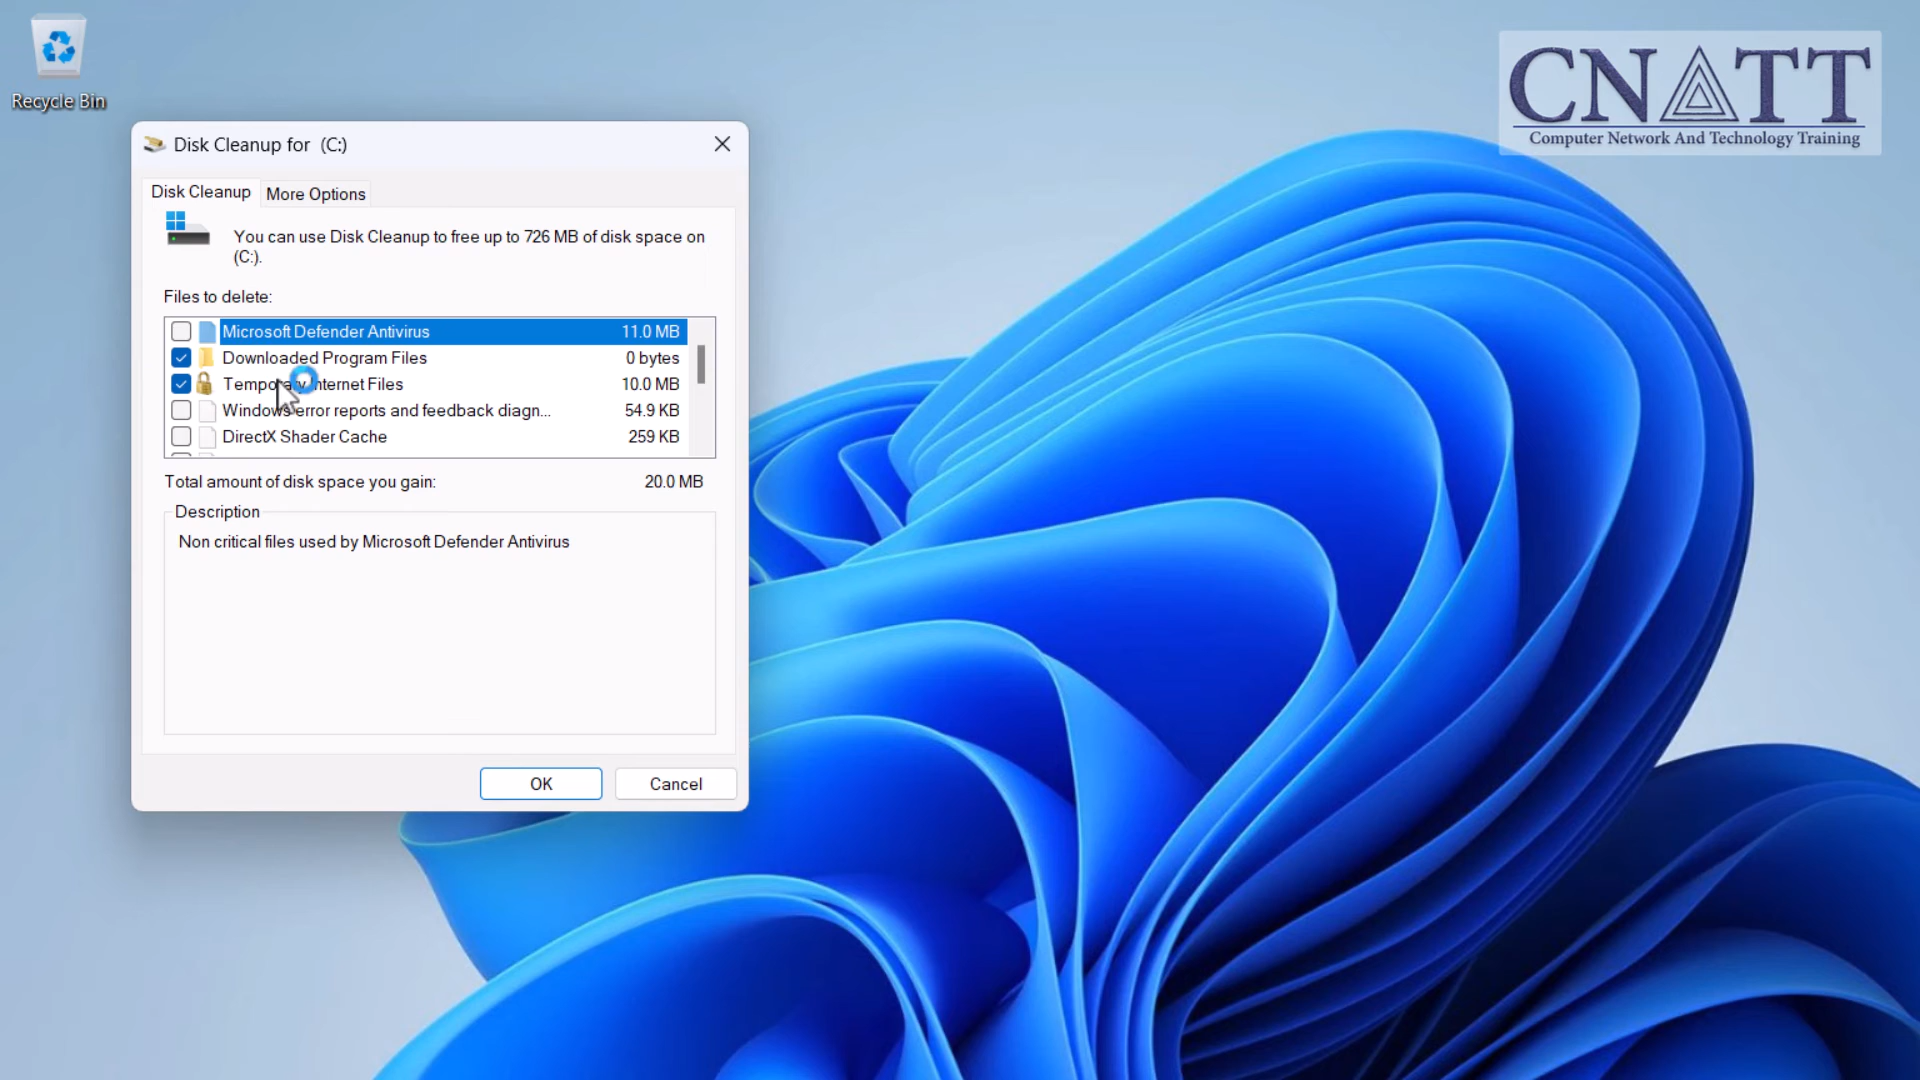 Recycle Bin
CNATT
Computer Network And Technology Training
Disk Cleanup for (C:)
Disk Cleanup
More Options
You can use Disk Cleanup to free up to 726 MB of disk space on
(C:).
Files to delete:
Microsoft Defender Antivirus 11.0 MB
Downloaded Program Files 0 bytes
Temporary Internet Files 10.0 MB
Windows error reports and feedback diagn... 54.9 KB
DirectX Shader Cache 259 KB
Total amount of disk space you gain: 20.0 MB
Description
Non critical files used by Microsoft Defender Antivirus
OK
Cancel